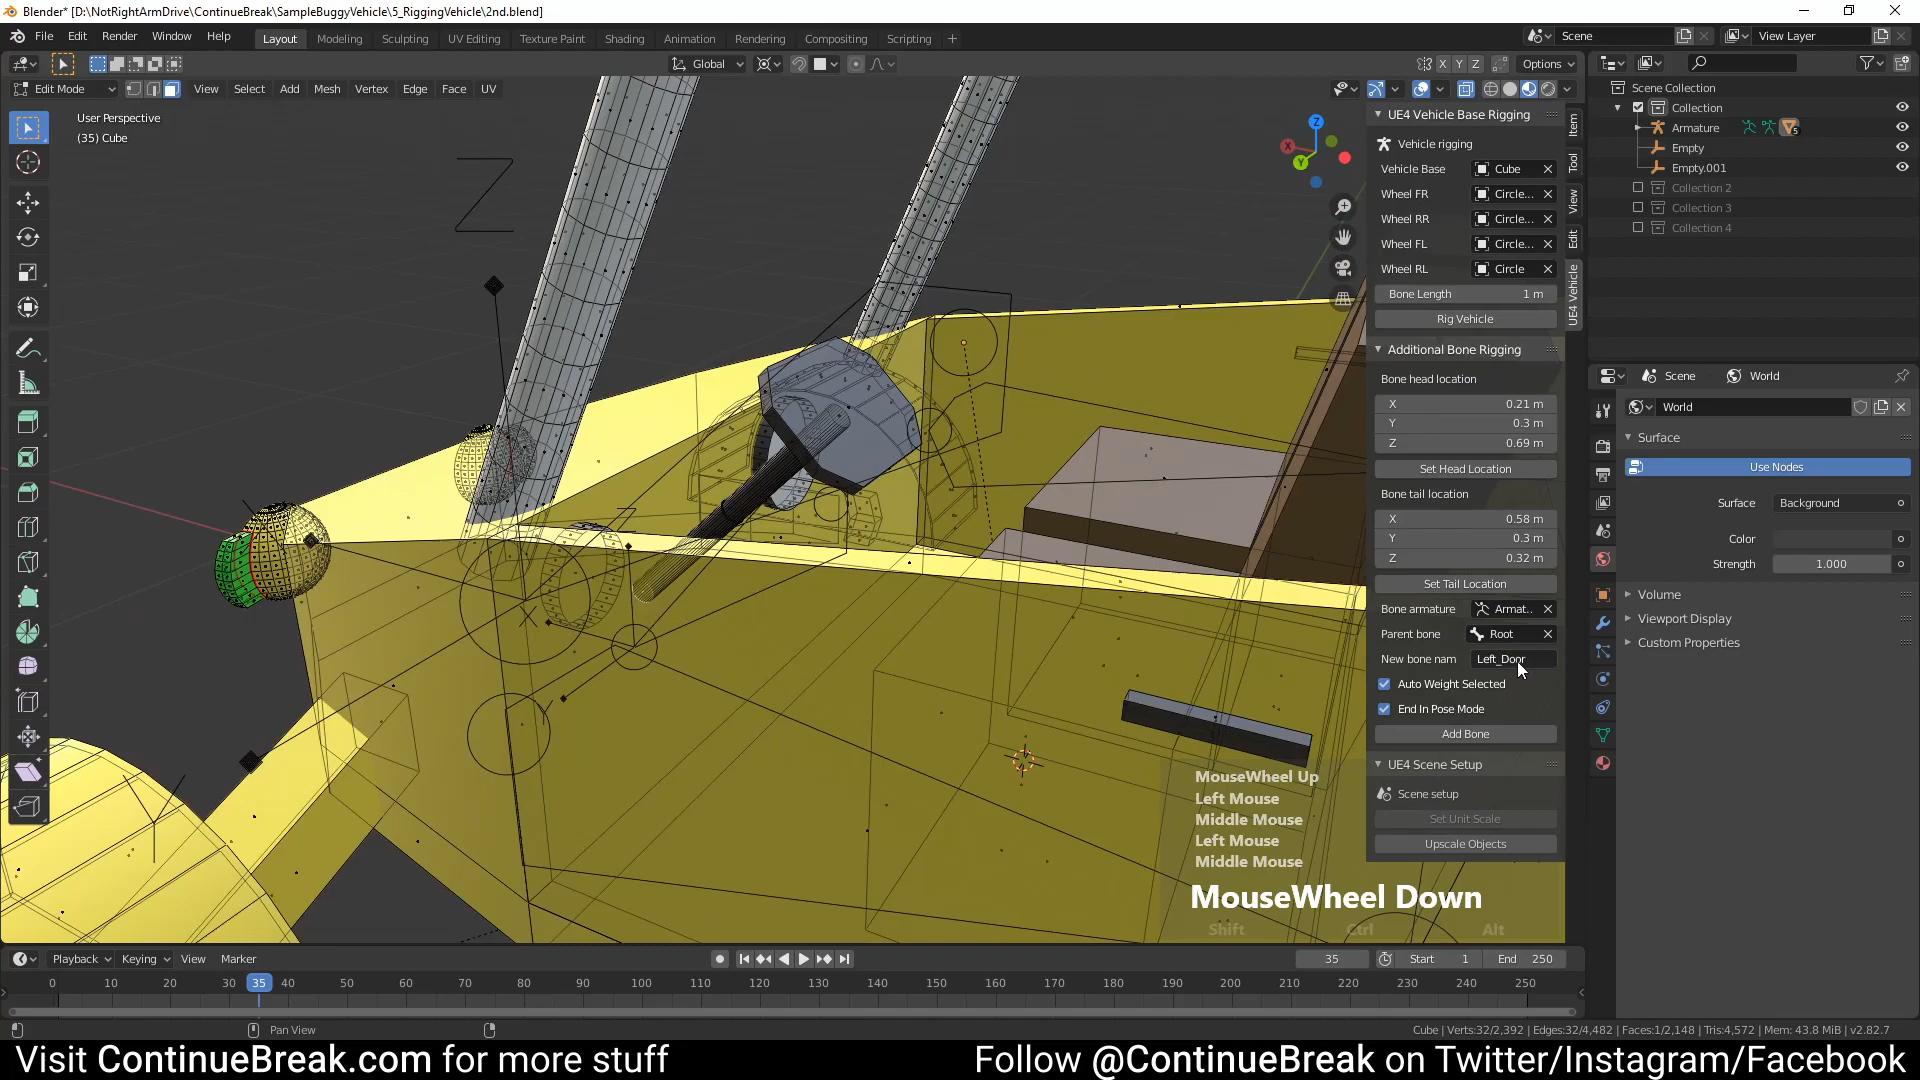 Blender* [D:\NotRightArmDrive\ContinueBreak\SampleBuggyVehicle\5_RiggingVehicle\2nd.blend]
File Edit Render Window Help
Layout Modeling Sculpting UV Editing Texture Paint Shading Animation Rendering Compositing Scripting +
Scene
View Layer
Global
X Y Z
Options
Edit Mode
View Select Add Mesh Vertex Edge Face UV
User Perspective
(35) Cube
Z
X
Y
UE4 Vehicle Base Rigging
Vehicle rigging
Vehicle Base Cube
Wheel FR Circle...
Wheel RR Circle...
Wheel FL Circle...
Wheel RL Circle
Bone Length 1 m
Rig Vehicle
Additional Bone Rigging
Bone head location
X 0.21 m
Y 0.3 m
Z 0.69 m
Set Head Location
Bone tail location
X 0.58 m
Y 0.3 m
Z 0.32 m
Set Tail Location
Bone armature Armat..
Parent bone Root
New bone nam Left_Door
Auto Weight Selected
End In Pose Mode
Add Bone
UE4 Scene Setup
Scene setup
Set Unit Scale
Upscale Objects
Item
Tool
View
Edit
UE4 Vehicle
MouseWheel Up
Left Mouse
Middle Mouse
Left Mouse
Middle Mouse
MouseWheel Down
Shift Ctrl Alt
Scene Collection
Collection
Armature 5
Empty
Empty.001
Collection 2
Collection 3
Collection 4
Scene World
World
Surface
Use Nodes
Surface Background
Color
Strength 1.000
Volume
Viewport Display
Custom Properties
Playback Keying View Marker
35 Start 1 End 250
0 10 20 35 40 50 60 70 80 90 100 110 120 130 140 150 160 170 180 190 200 210 220 230 240 250
Pan View
Cube | Verts:32/2,392 | Edges:32/4,482 | Faces:1/2,148 | Tris:4,572 | Mem: 43.8 MiB | v2.82.7
Visit ContinueBreak.com for more stuff
Follow @ContinueBreak on Twitter/Instagram/Facebook